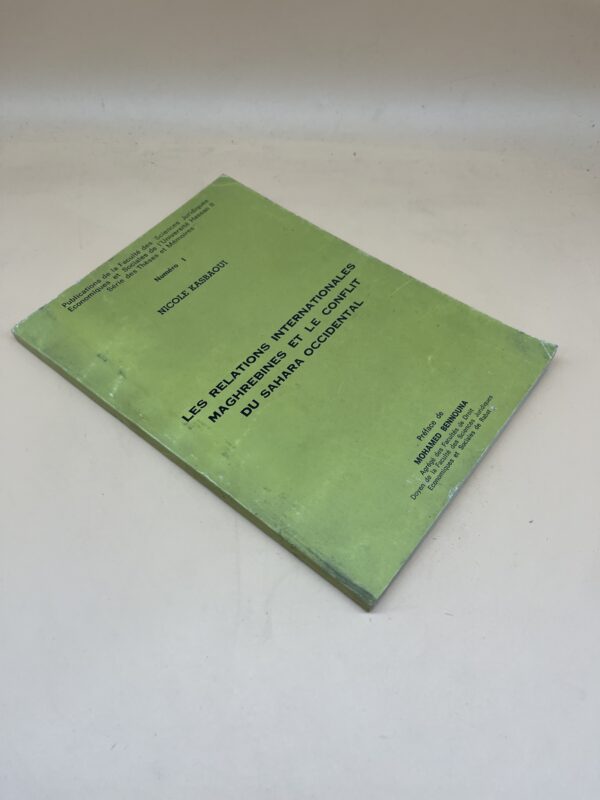 Publications de la Faculté des Sciences Juridiques
Economiques et Sociales de l'Université Hassan II
Série des Thèses et Mémoires
Numéro 1
NICOLE KASBAOUI
LES RELATIONS INTERNATIONALES
MAGHREBINES ET LE CONFLIT
DU SAHARA OCCIDENTAL
Préface de
MOHAMED BENNOUNA
Agrégé des Facultés de Droit
Doyen de la Faculté des Sciences Juridiques
Economiques et Sociales de Rabat